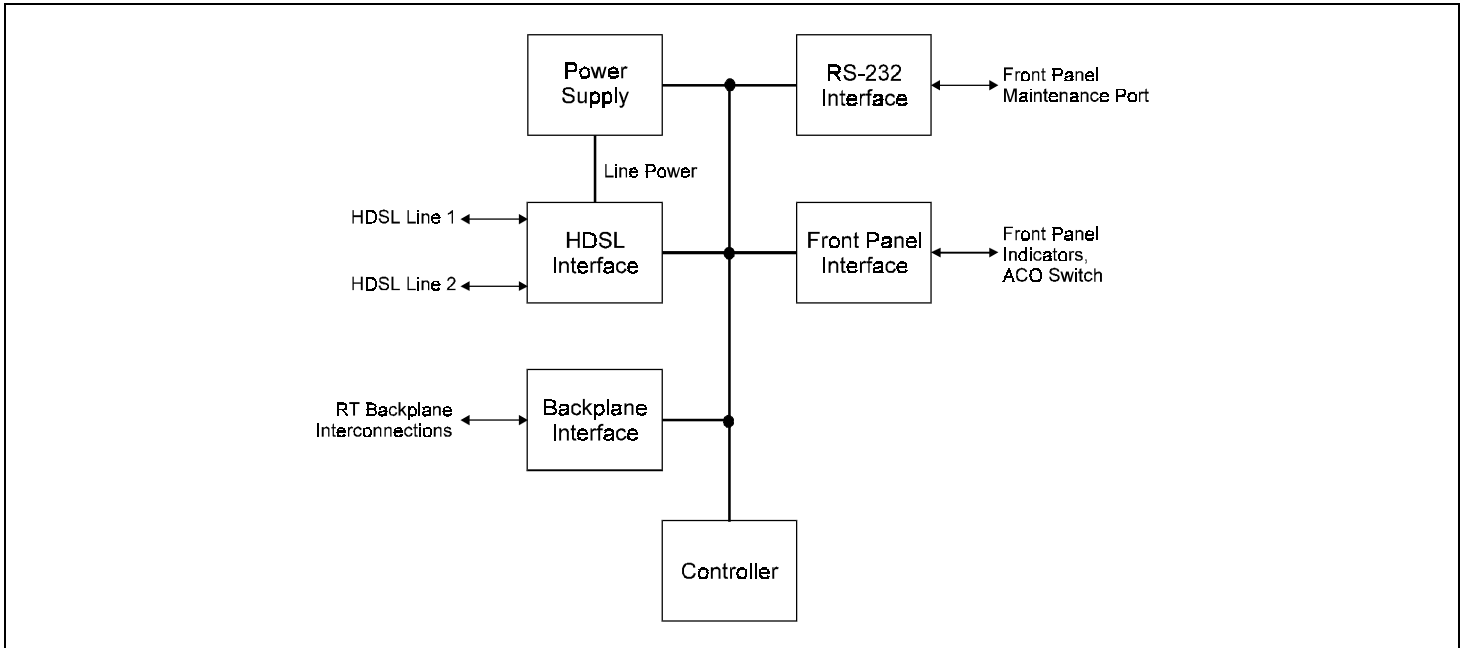 Power
Supply
RS-232
Interface
Front Panel
Maintenance Port
Line Power
HDSL Line 1
HDSL Line 2
HDSL
Interface
Front Panel
Interface
Front Panel
Indicators,
ACO Switch
RT Backplane
Interconnections
Backplane
Interface
Controller